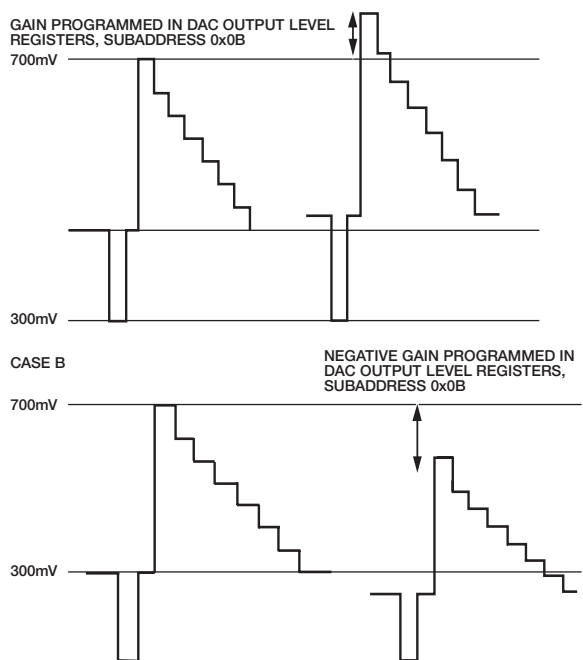 GAIN PROGRAMMED IN DAC OUTPUT LEVEL
REGISTERS, SUBADDRESS 0x0B
700mV
300mV
CASE B
NEGATIVE GAIN PROGRAMMED IN
DAC OUTPUT LEVEL REGISTERS,
SUBADDRESS 0x0B
700mV
300mV